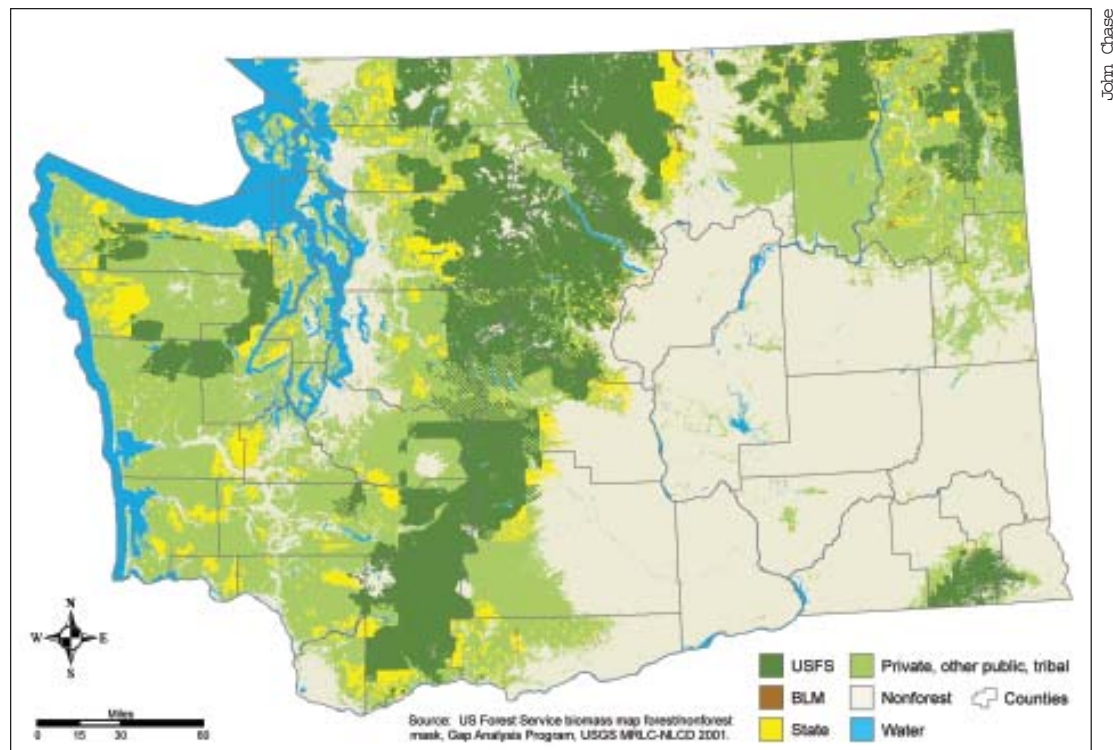 John Chase
N
W E
S
Miles
0 15 30 60
Source: US Forest Service biomass map forest/nonforest
mask, Gap Analysis Program, USGS MRLC-NLCD 2001.
USFS
BLM
State
Private, other public, tribal
Nonforest
Water
Counties